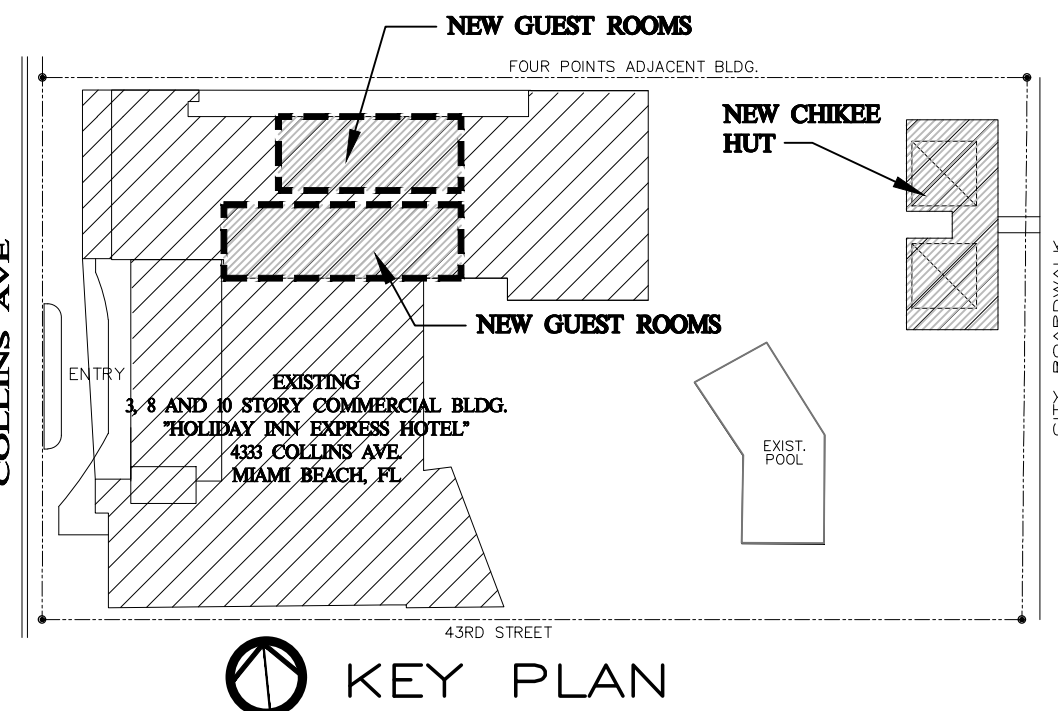 NEW GUEST ROOMS
FOUR POINTS ADJACENT BLDG.
NEW CHIKEE
HUT
COLLINS AVE
NEW GUEST ROOMS
ENTRY
EXISTING
3, 8 AND 10 STORY COMMERCIAL BLDG.
"HOLIDAY INN EXPRESS HOTEL"
4333 COLLINS AVE.
MIAMI BEACH, FL
EXIST.
POOL
CITY BOARDWALK
43RD STREET
KEY PLAN